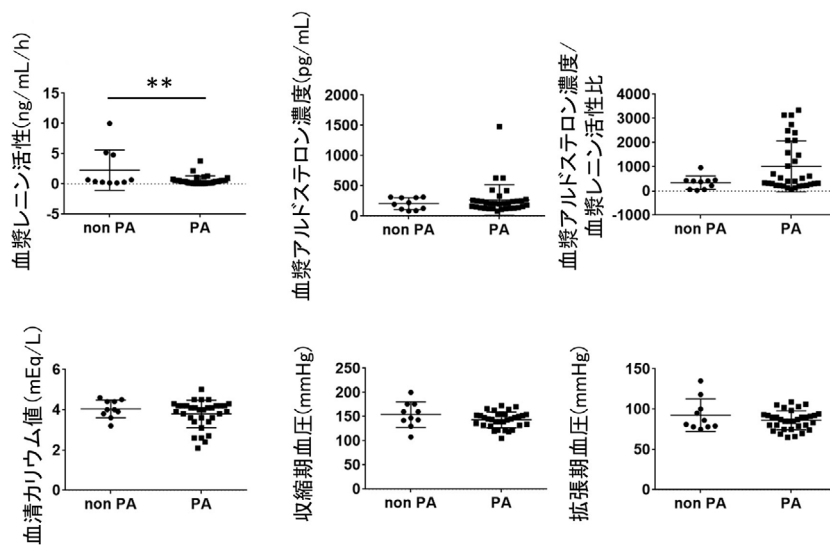 血漿レニン活性(ng/mL/h)
**
15
10
5
0
-5
non PA
PA
血漿アルドステロン濃度(pg/mL)
2000
1500
1000
500
0
non PA
PA
血漿アルドステロン濃度/
血漿レニン活性比
4000
3000
2000
1000
0
-1000
non PA
PA
血清カリウム値(mEq/L)
6
4
2
0
non PA
PA
収縮期血圧(mmHg)
250
200
150
100
50
0
non PA
PA
拡張期血圧(mmHg)
150
100
50
0
non PA
PA